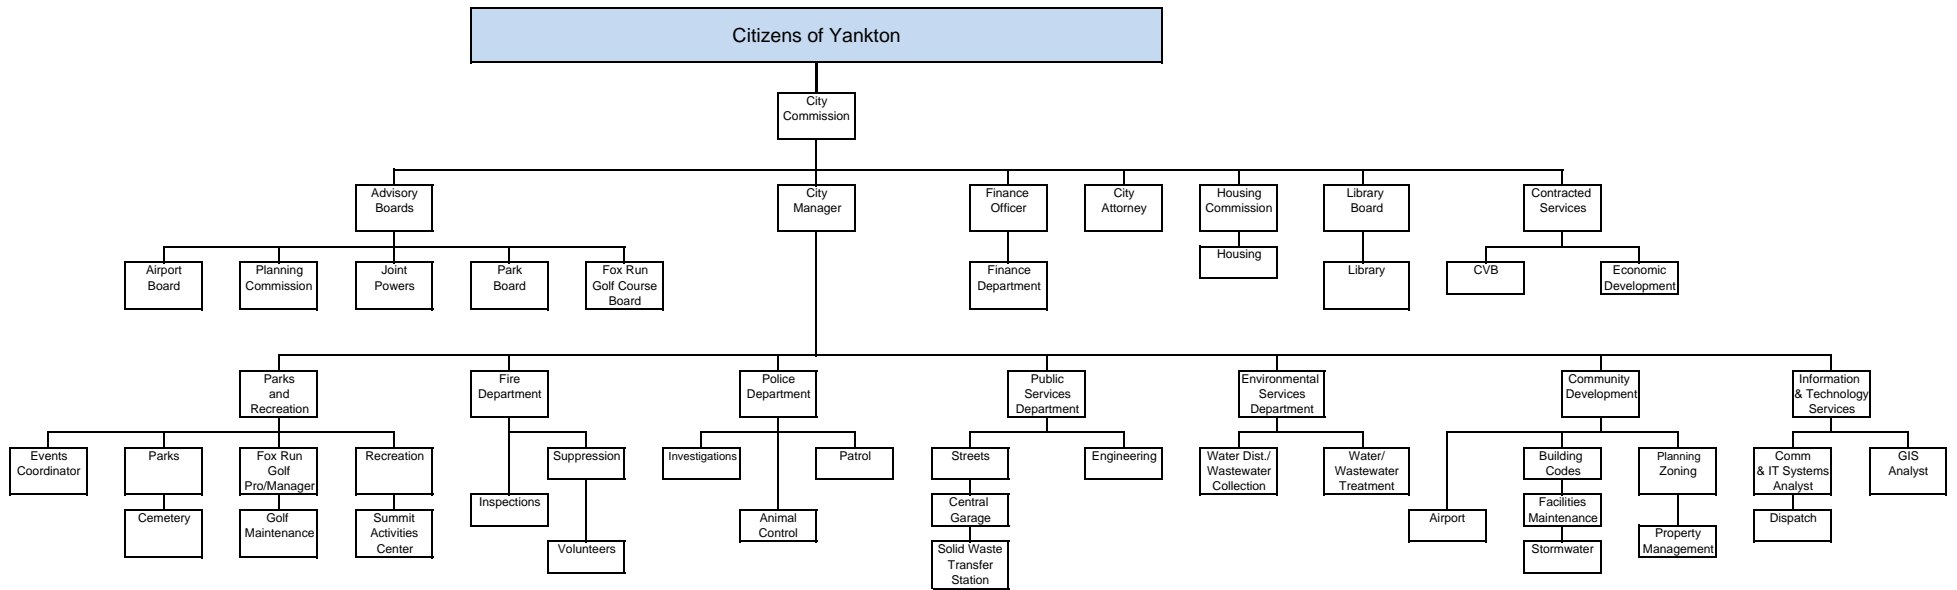 Citizens of Yankton
City
Commission
Advisory
Boards
City
Manager
Finance
Officer
City
Attorney
Housing
Commission
Library
Board
Contracted
Services
Airport
Board
Planning
Commission
Joint
Powers
Park
Board
Fox Run
Golf Course
Board
Finance
Department
Housing
Library
CVB
Economic
Development
Parks
and
Recreation
Fire
Department
Police
Department
Public
Services
Department
Environmental
Services
Department
Community
Development
Information
& Technology
Services
Events
Coordinator
Parks
Fox Run
Golf
Pro/Manager
Recreation
Suppression
Investigations
Patrol
Streets
Engineering
Water Dist./
Wastewater
Collection
Water/
Wastewater
Treatment
Building
Codes
Planning
Zoning
Comm
& IT Systems
Analyst
GIS
Analyst
Inspections
Central
Garage
Facilities
Maintenance
Cemetery
Golf
Maintenance
Summit
Activities
Center
Animal
Control
Airport
Dispatch
Property
Management
Volunteers
Solid Waste
Transfer
Station
Stormwater